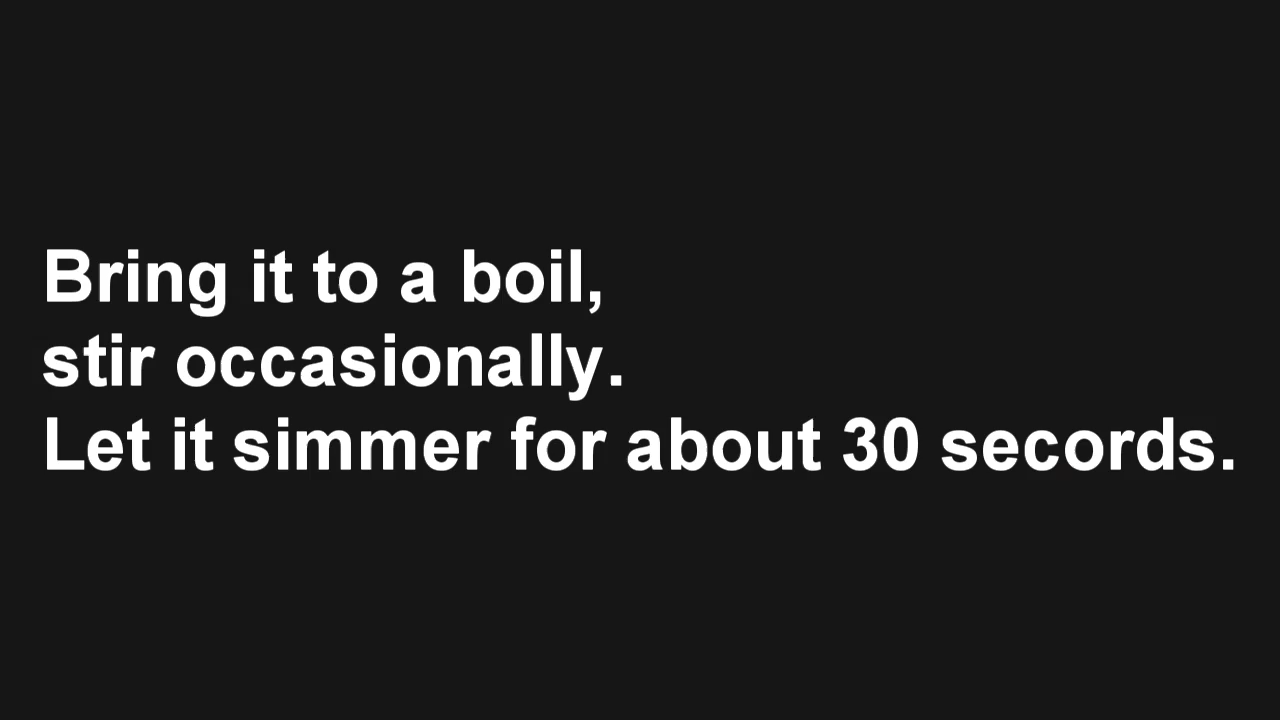 Bring it to a boil,
stir occasionally.
Let it simmer for about 30 secords.